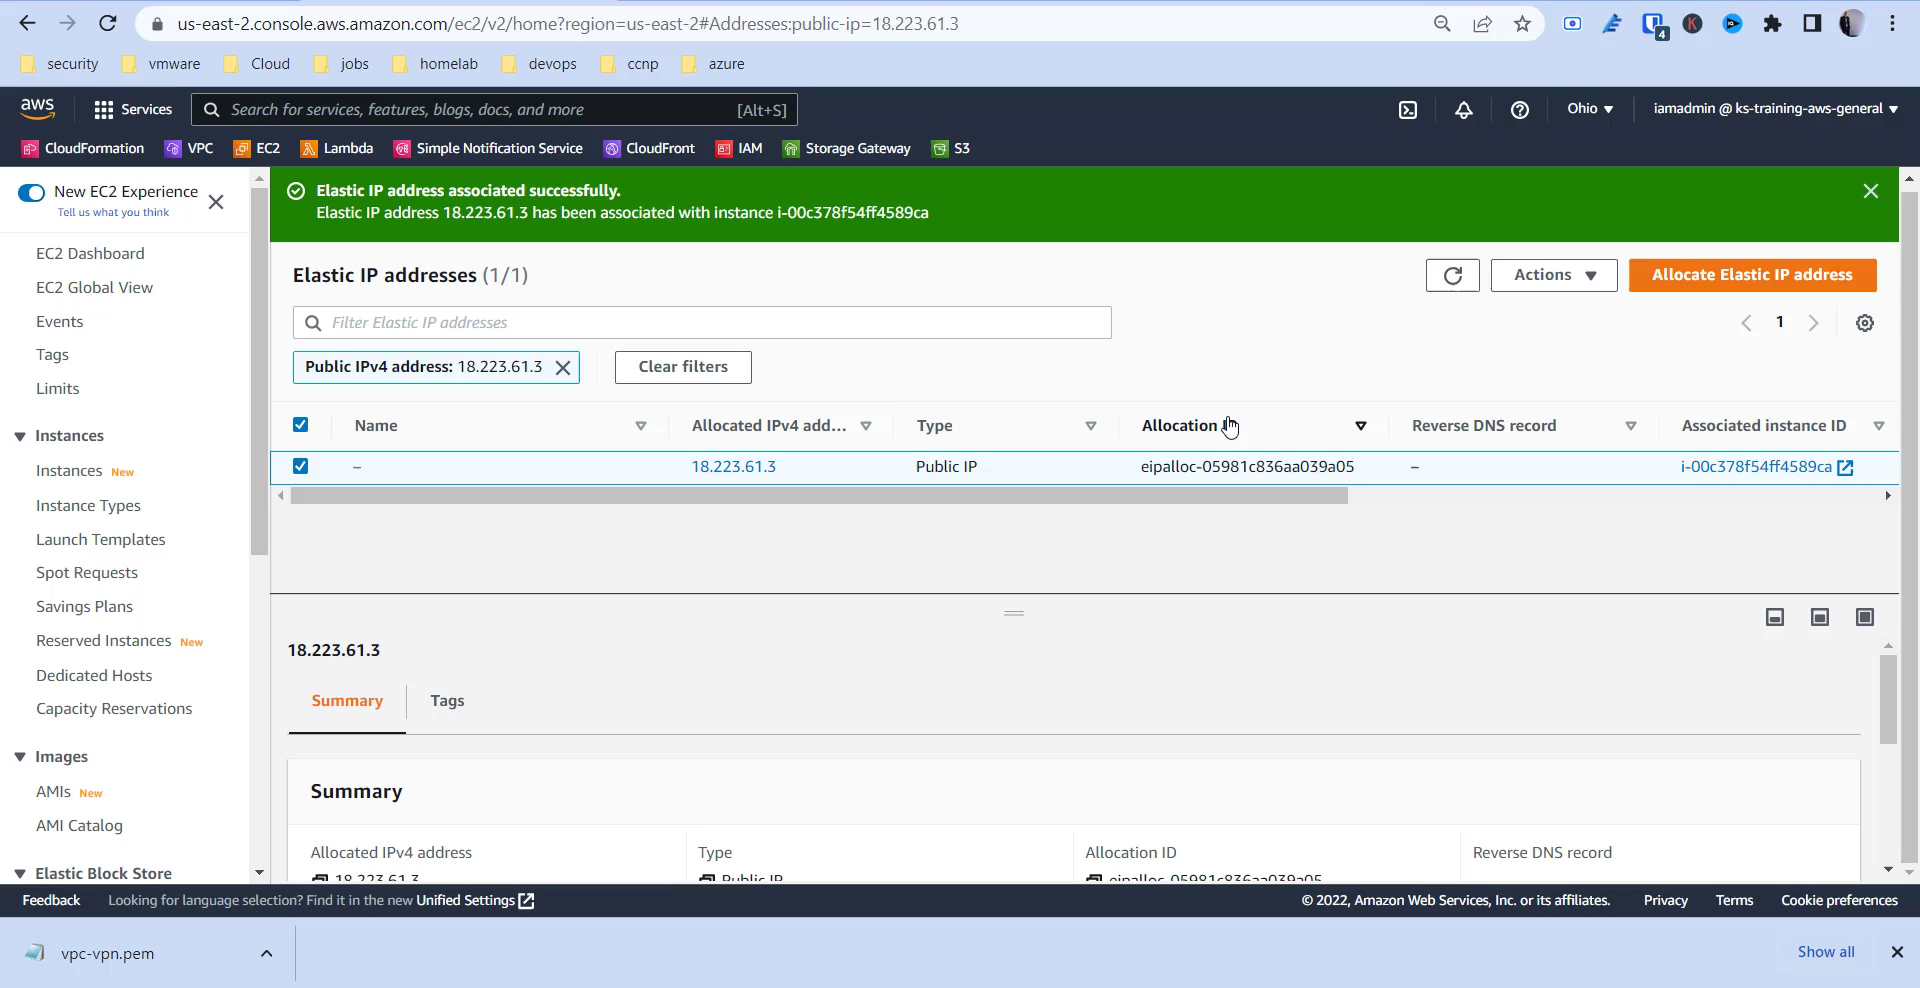 us-east-2.console.aws.amazon.com/ec2/v2/home?region=us-east-2#Addresses:public-ip=18.223.61.3
4
K
security vmware Cloud jobs homelab devops ccnp azure
aws Services Search for services, features, blogs, docs, and more [Alt+S] Ohio iamadmin @ ks-training-aws-general
CloudFormation VPC EC2 Lambda Simple Notification Service CloudFront IAM Storage Gateway S3
New EC2 Experience
Tell us what you think
EC2 Dashboard
EC2 Global View
Events
Tags
Limits
Instances
Instances New
Instance Types
Launch Templates
Spot Requests
Savings Plans
Reserved Instances New
Dedicated Hosts
Capacity Reservations
Images
AMIs New
AMI Catalog
Elastic Block Store
Elastic IP address associated successfully.
Elastic IP address 18.223.61.3 has been associated with instance i-00c378f54ff4589ca
Elastic IP addresses (1/1) Actions Allocate Elastic IP address
Filter Elastic IP addresses 1
Public IPv4 address: 18.223.61.3 Clear filters
Name Allocated IPv4 add... Type Allocation Reverse DNS record Associated instance ID
– 18.223.61.3 Public IP eipalloc-05981c836aa039a05 – i-00c378f54ff4589ca
18.223.61.3
Summary Tags
Summary
Allocated IPv4 address Type Allocation ID Reverse DNS record
18.223.61.3 Public IP eipalloc-05981c836aa039a05
Feedback Looking for language selection? Find it in the new Unified Settings © 2022, Amazon Web Services, Inc. or its affiliates. Privacy Terms Cookie preferences
vpc-vpn.pem Show all